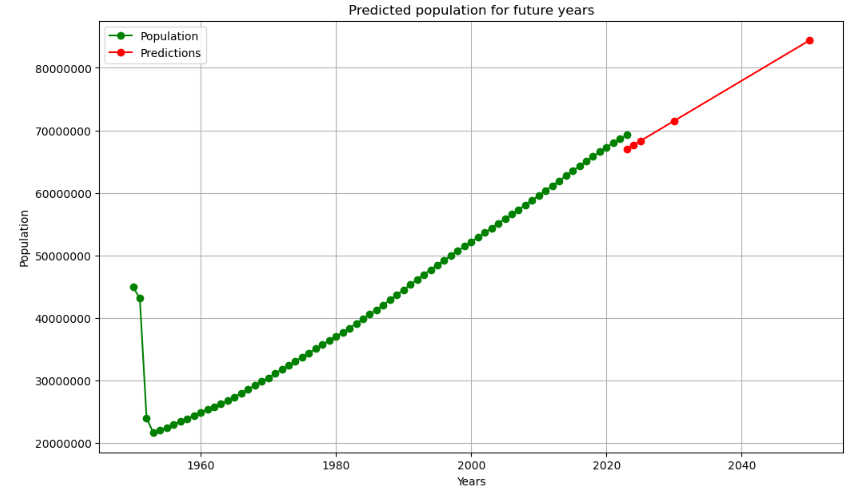 Predicted population for future years
Population
Predictions
80000000
70000000
60000000
50000000
40000000
30000000
20000000
Population
1960 1980 2000 2020 2040
Years